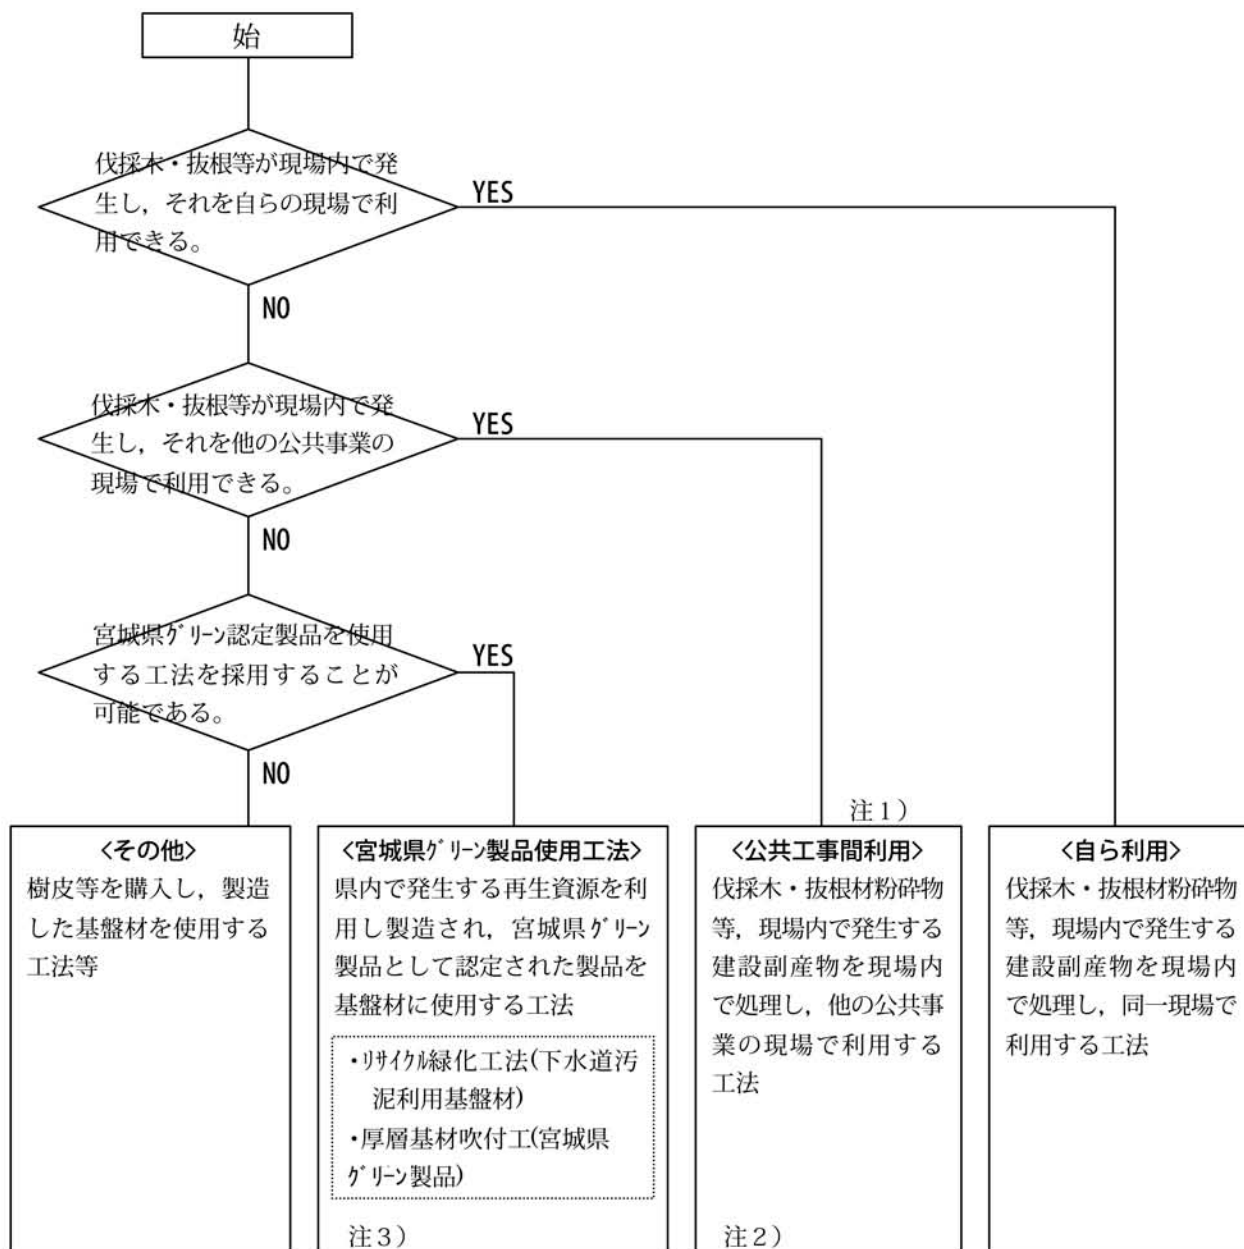 始
伐採木・抜根等が現場内で発
生し，それを自らの現場で利
用できる。
YES
NO
伐採木・抜根等が現場内で発
生し，それを他の公共事業の
現場で利用できる。
YES
NO
宮城県ｸﾞﾘｰﾝ認定製品を使用
する工法を採用することが
可能である。
YES
NO
<その他>
樹皮等を購入し，製造
した基盤材を使用する
工法等
<宮城県ｸﾞﾘｰﾝ製品使用工法>
県内で発生する再生資源を利
用し製造され，宮城県ｸﾞﾘｰﾝ
製品として認定された製品を
基盤材に使用する工法
・ﾘｻｲｸﾙ緑化工法(下水道汚
泥利用基盤材)
・厚層基材吹付工(宮城県
ｸﾞﾘｰﾝ製品)
注３）
注１）
<公共工事間利用>
伐採木・抜根材粉砕物
等，現場内で発生する
建設副産物を現場内
で処理し，他の公共事
業の現場で利用する
工法
注２）
<自ら利用>
伐採木・抜根材粉砕物
等，現場内で発生する
建設副産物を現場内
で処理し，同一現場で
利用する工法